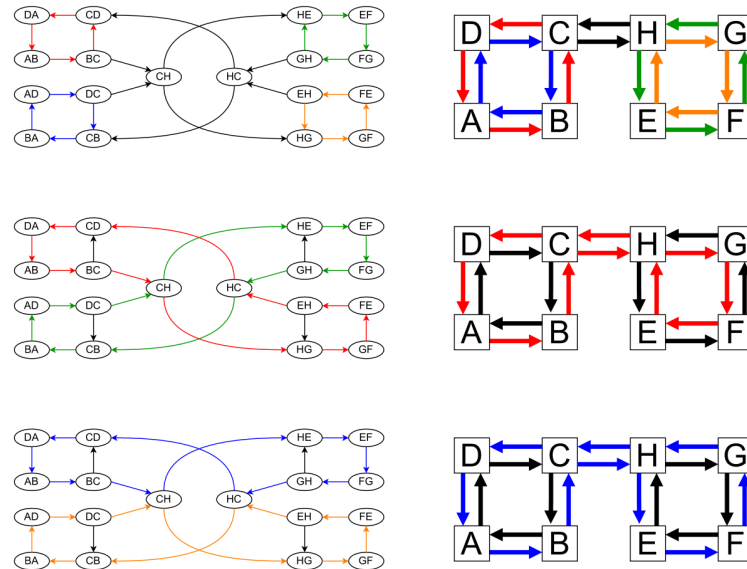 DA CD HE EF D C H G
AB BC GH FG
CH HC
AD DC EH FE
BA CB HG GF A B E F
DA CD HE EF D C H G
AB BC GH FG
CH HC
AD DC EH FE
BA CB HG GF A B E F
DA CD HE EF D C H G
AB BC GH FG
CH HC
AD DC EH FE
BA CB HG GF A B E F